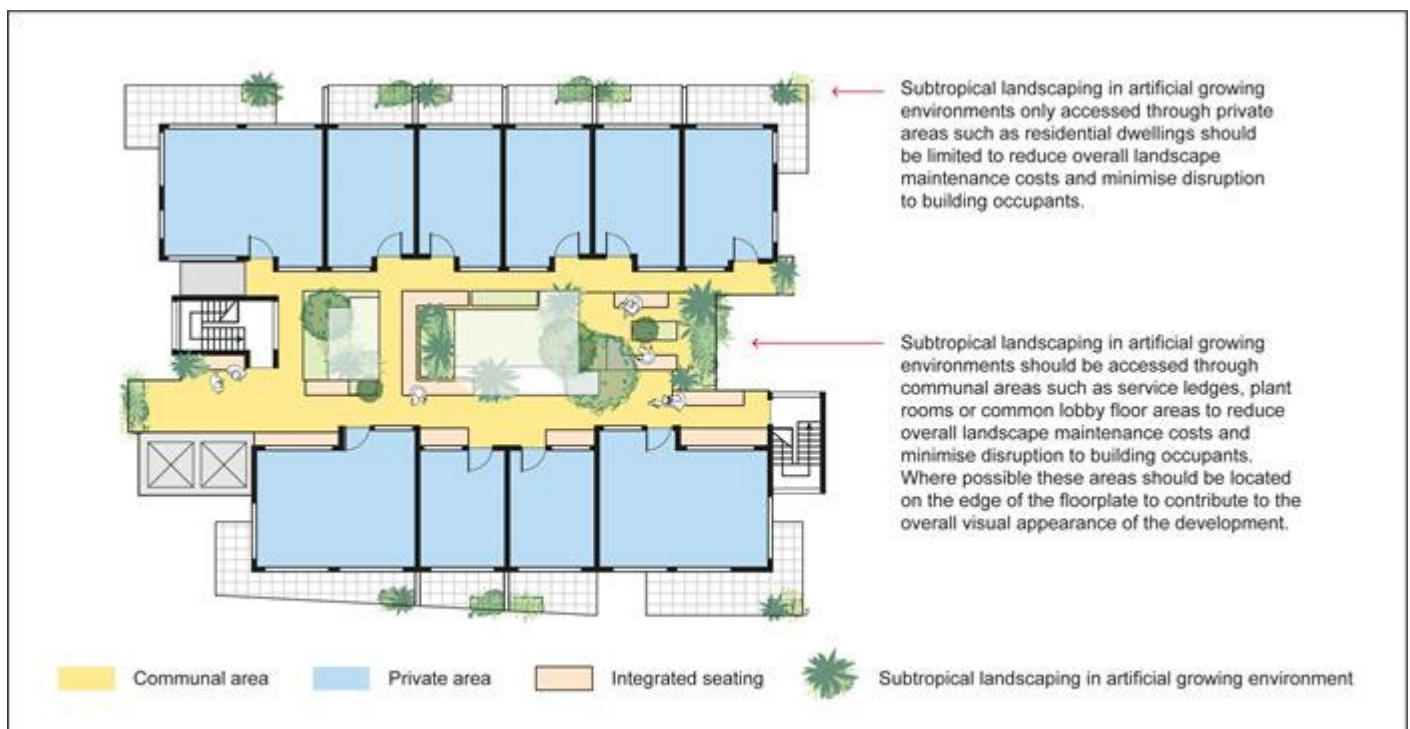 Subtropical landscaping in artificial growing
environments only accessed through private
areas such as residential dwellings should
be limited to reduce overall landscape
maintenance costs and minimise disruption
to building occupants.
Subtropical landscaping in artificial growing
environments should be accessed through
communal areas such as service ledges, plant
rooms or common lobby floor areas to reduce
overall landscape maintenance costs and
minimise disruption to building occupants.
Where possible these areas should be located
on the edge of the floorplate to contribute to the
overall visual appearance of the development.
Communal area
Private area
Integrated seating
Subtropical landscaping in artificial growing environment